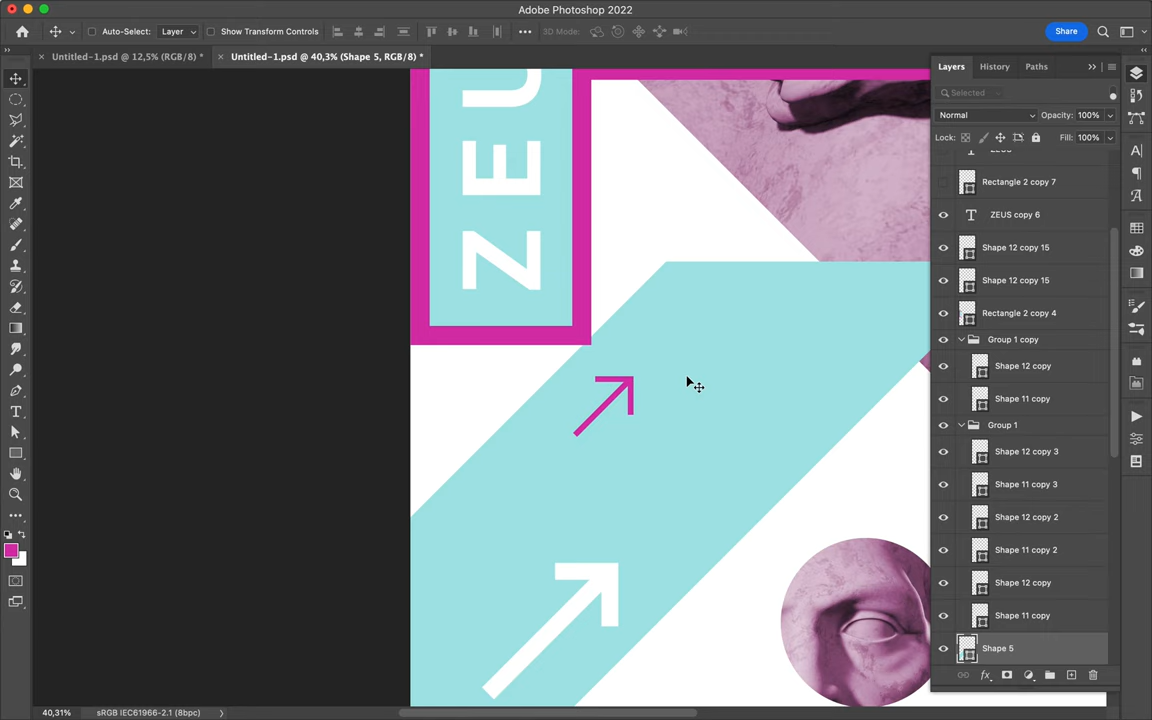 Adobe Photoshop 2022
Auto-Select:
Layer
Show Transform Controls
3D Mode:
Share
Untitled-1.psd @ 12,5% (RGB/8) *
Untitled-1.psd @ 40,3% (Shape 5, RGB/8) *
Layers
History
Paths
Selected
Normal
Opacity: 100%
Lock:
Fill: 100%
Rectangle 2 copy 7
ZEUS copy 6
Shape 12 copy 15
Shape 12 copy 15
Rectangle 2 copy 4
Group 1 copy
Shape 12 copy
Shape 11 copy
Group 1
Shape 12 copy 3
Shape 11 copy 3
Shape 12 copy 2
Shape 11 copy 2
Shape 12 copy
Shape 11 copy
Shape 5
fx
ZEU
40,31%
sRGB IEC61966-2.1 (8bpc)